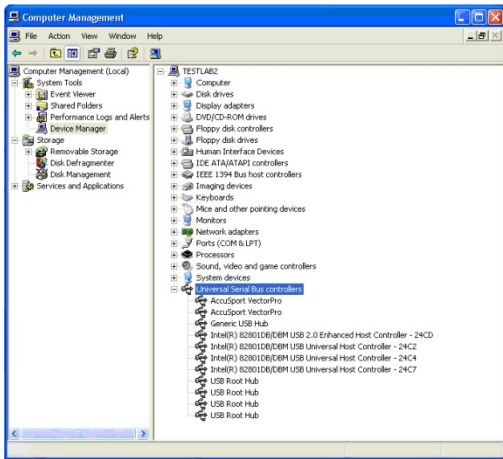 Computer Management
File Action View Window Help
Computer Management (Local)
System Tools
Event Viewer
Shared Folders
Performance Logs and Alerts
Device Manager
Storage
Removable Storage
Disk Defragmenter
Disk Management
Services and Applications
TESTLAB2
Computer
Disk drives
Display adapters
DVD/CD-ROM drives
Floppy disk controllers
Floppy disk drives
Human Interface Devices
IDE ATA/ATAPI controllers
IEEE 1394 Bus host controllers
Imaging devices
Keyboards
Mice and other pointing devices
Monitors
Network adapters
Ports (COM & LPT)
Processors
Sound, video and game controllers
System devices
Universal Serial Bus controllers
AccuSport VectorPro
AccuSport VectorPro
Generic USB Hub
Intel(R) 82801DB/DBM USB 2.0 Enhanced Host Controller - 24CD
Intel(R) 82801DB/DBM USB Universal Host Controller - 24C2
Intel(R) 82801DB/DBM USB Universal Host Controller - 24C4
Intel(R) 82801DB/DBM USB Universal Host Controller - 24C7
USB Root Hub
USB Root Hub
USB Root Hub
USB Root Hub